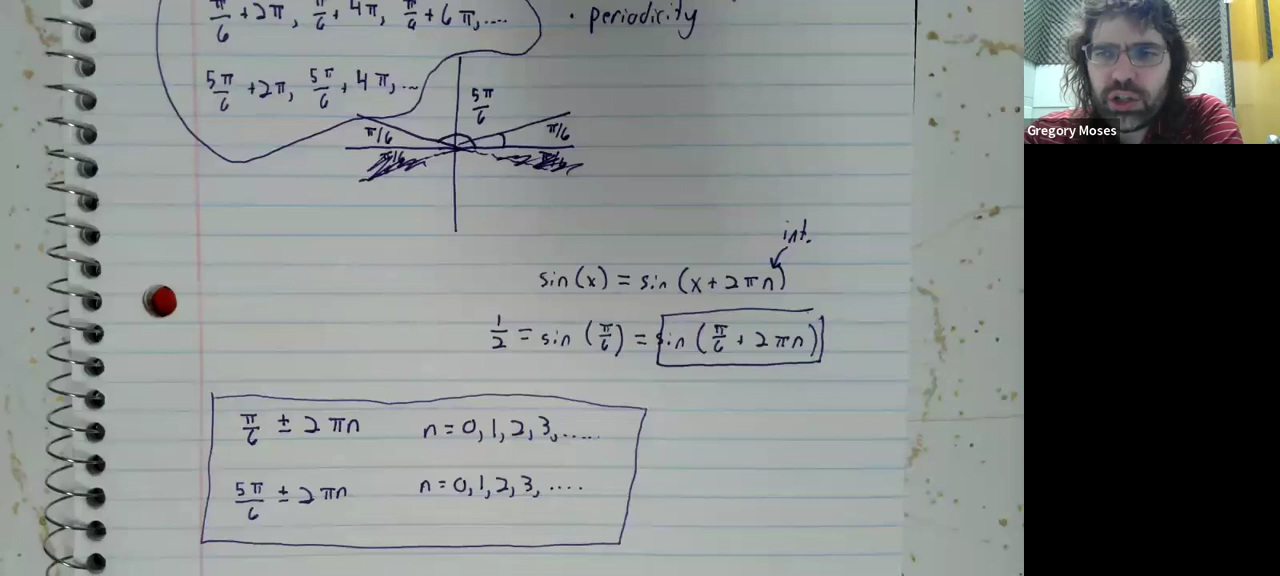 π/6 + 2π, π/6 + 4π, π/6 + 6π, ....
· periodicity
5π/6 + 2π, 5π/6 + 4π, ...
5π/6
π/6 π/6
int.
sin(x) = sin(x + 2πn)
1/2 = sin(π/6) = sin(π/6 + 2πn)
π/6 ± 2πn n = 0, 1, 2, 3, .....
5π/6 ± 2πn n = 0, 1, 2, 3, ....
Gregory Moses